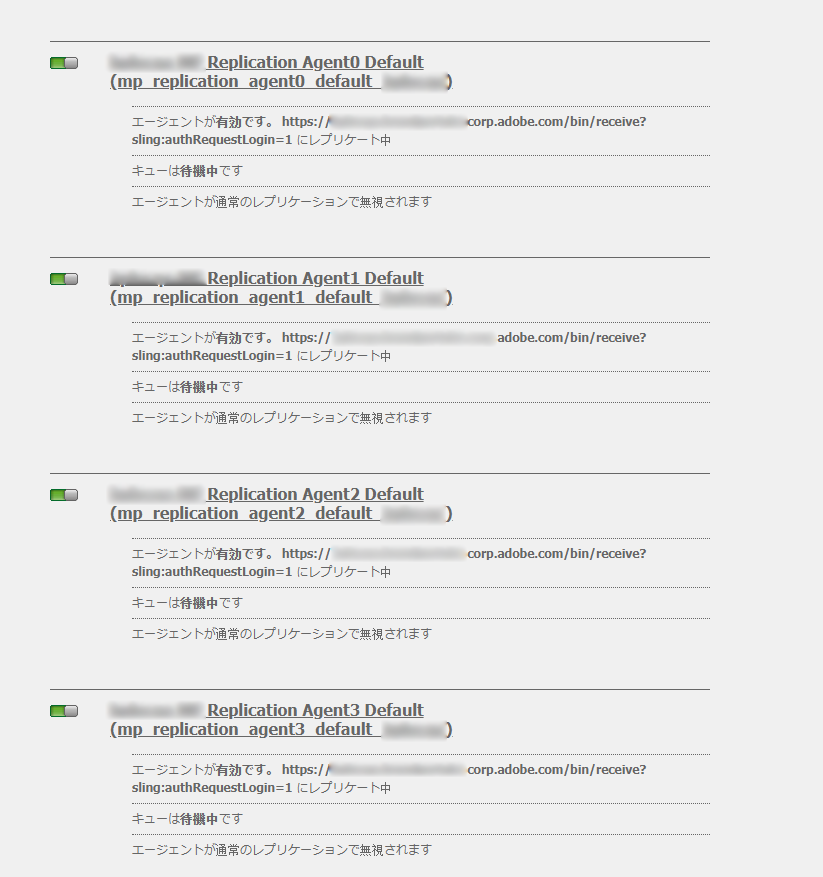 Replication Agent0 Default
(mp_replication_agent0_default_)
エージェントが有効です。 https://corp.adobe.com/bin/receive?
sling:authRequestLogin=1 にレプリケート中
キューは待機中です
エージェントが通常のレプリケーションで無視されます
Replication Agent1 Default
(mp_replication_agent1_default_)
エージェントが有効です。 https:// adobe.com/bin/receive?
sling:authRequestLogin=1 にレプリケート中
キューは待機中です
エージェントが通常のレプリケーションで無視されます
Replication Agent2 Default
(mp_replication_agent2_default_)
エージェントが有効です。 https:// corp.adobe.com/bin/receive?
sling:authRequestLogin=1 にレプリケート中
キューは待機中です
エージェントが通常のレプリケーションで無視されます
Replication Agent3 Default
(mp_replication_agent3_default_)
エージェントが有効です。 https://corp.adobe.com/bin/receive?
sling:authRequestLogin=1 にレプリケート中
キューは待機中です
エージェントが通常のレプリケーションで無視されます